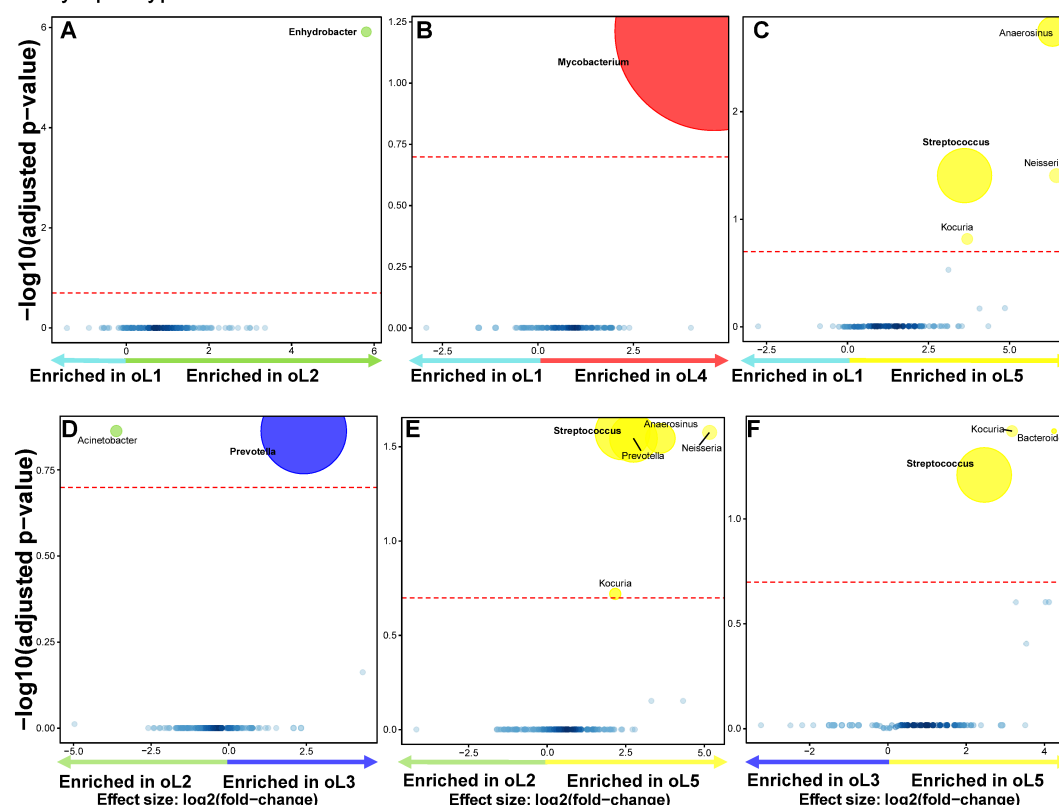 A
Enhydrobacter
−log10(adjusted p−value)
6
4
2
0
0
2
4
6
Enriched in oL1
Enriched in oL2
B
Mycobacterium
1.25
1.00
0.75
0.50
0.25
0.00
−2.5
0.0
2.5
Enriched in oL1
Enriched in oL4
C
Anaerosinus
Streptococcus
Neisseri
Kocuria
2
1
0
−2.5
0.0
2.5
5.0
Enriched in oL1
Enriched in oL5
D
Acinetobacter
Prevotella
−log10(adjusted p−value)
0.75
0.50
0.25
0.00
−5.0
−2.5
0.0
2.5
Enriched in oL2
Enriched in oL3
Effect size: log2(fold−change)
E
Streptococcus
Anaerosinus
Prevotella
Neisseria
Kocuria
1.5
1.0
0.5
0.0
−2.5
0.0
2.5
5.0
Enriched in oL2
Enriched in oL5
Effect size: log2(fold−change)
F
Kocuria
Bacteroide
Streptococcus
1.0
0.5
0.0
−2
0
2
4
Enriched in oL3
Enriched in oL5
Effect size: log2(fold−change)